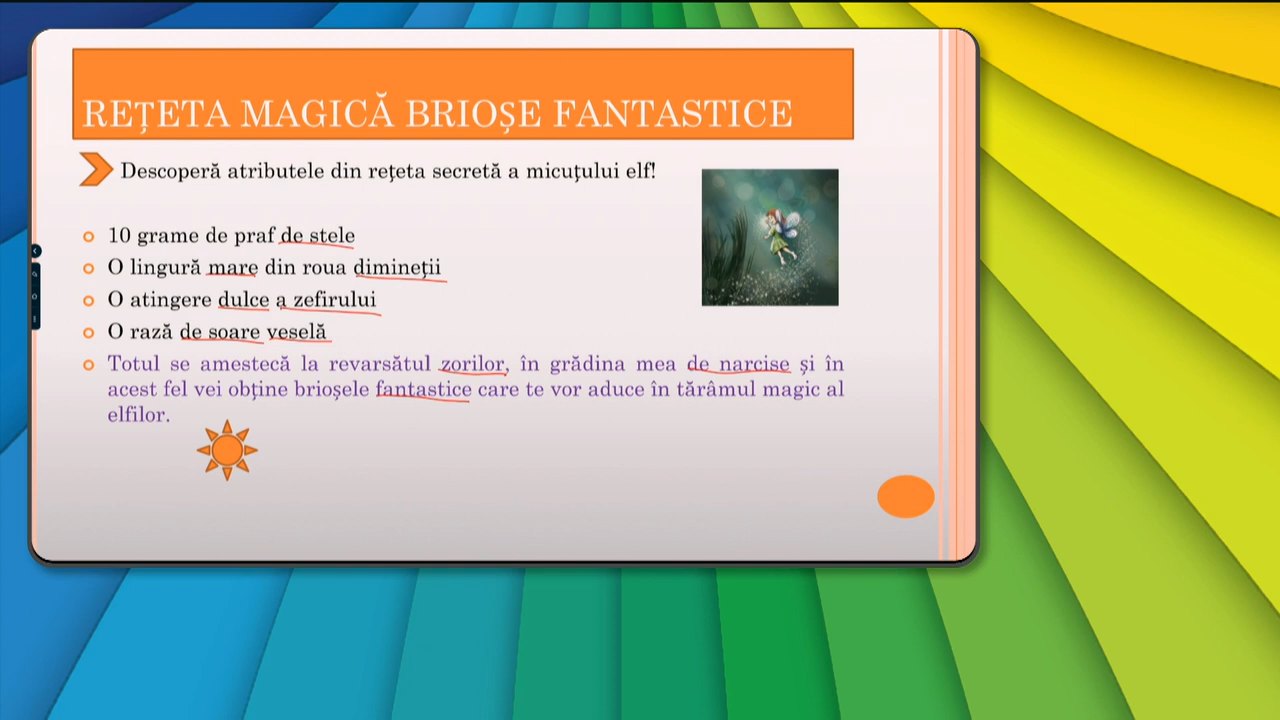 REȚETA MAGICĂ BRIOȘE FANTASTICE
Descoperă atributele din rețeta secretă a micuțului elf!
10 grame de praf de stele
O lingură mare din roua dimineții
O atingere dulce a zefirului
O rază de soare veselă
Totul se amestecă la revarsătul zorilor, în grădina mea de narcise și în
acest fel vei obține brioșele fantastice care te vor aduce în tărâmul magic al
elfilor.